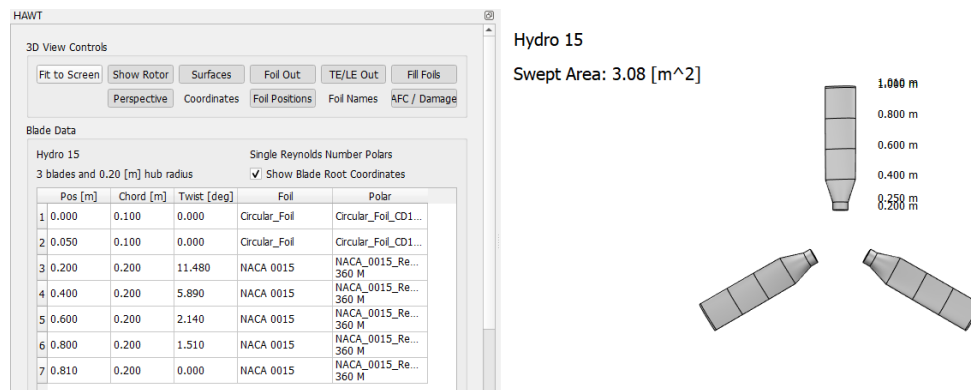 HAWT
3D View Controls
Fit to Screen Show Rotor Surfaces Foil Out TE/LE Out Fill Foils
Perspective Coordinates Foil Positions Foil Names AFC / Damage
Blade Data
Hydro 15 Single Reynolds Number Polars
3 blades and 0.20 [m] hub radius Show Blade Root Coordinates
Pos [m] Chord [m] Twist [deg] Foil Polar
1 0.000 0.100 0.000 Circular_Foil Circular_Foil_CD1...
2 0.050 0.100 0.000 Circular_Foil Circular_Foil_CD1...
3 0.200 0.200 11.480 NACA 0015 NACA_0015_Re...
360 M
4 0.400 0.200 5.890 NACA 0015 NACA_0015_Re...
360 M
5 0.600 0.200 2.140 NACA 0015 NACA_0015_Re...
360 M
6 0.800 0.200 1.510 NACA 0015 NACA_0015_Re...
360 M
7 0.810 0.200 0.000 NACA 0015 NACA_0015_Re...
360 M
Hydro 15
Swept Area: 3.08 [m^2]
0.800 m
0.600 m
0.400 m
0.250 m
0.200 m